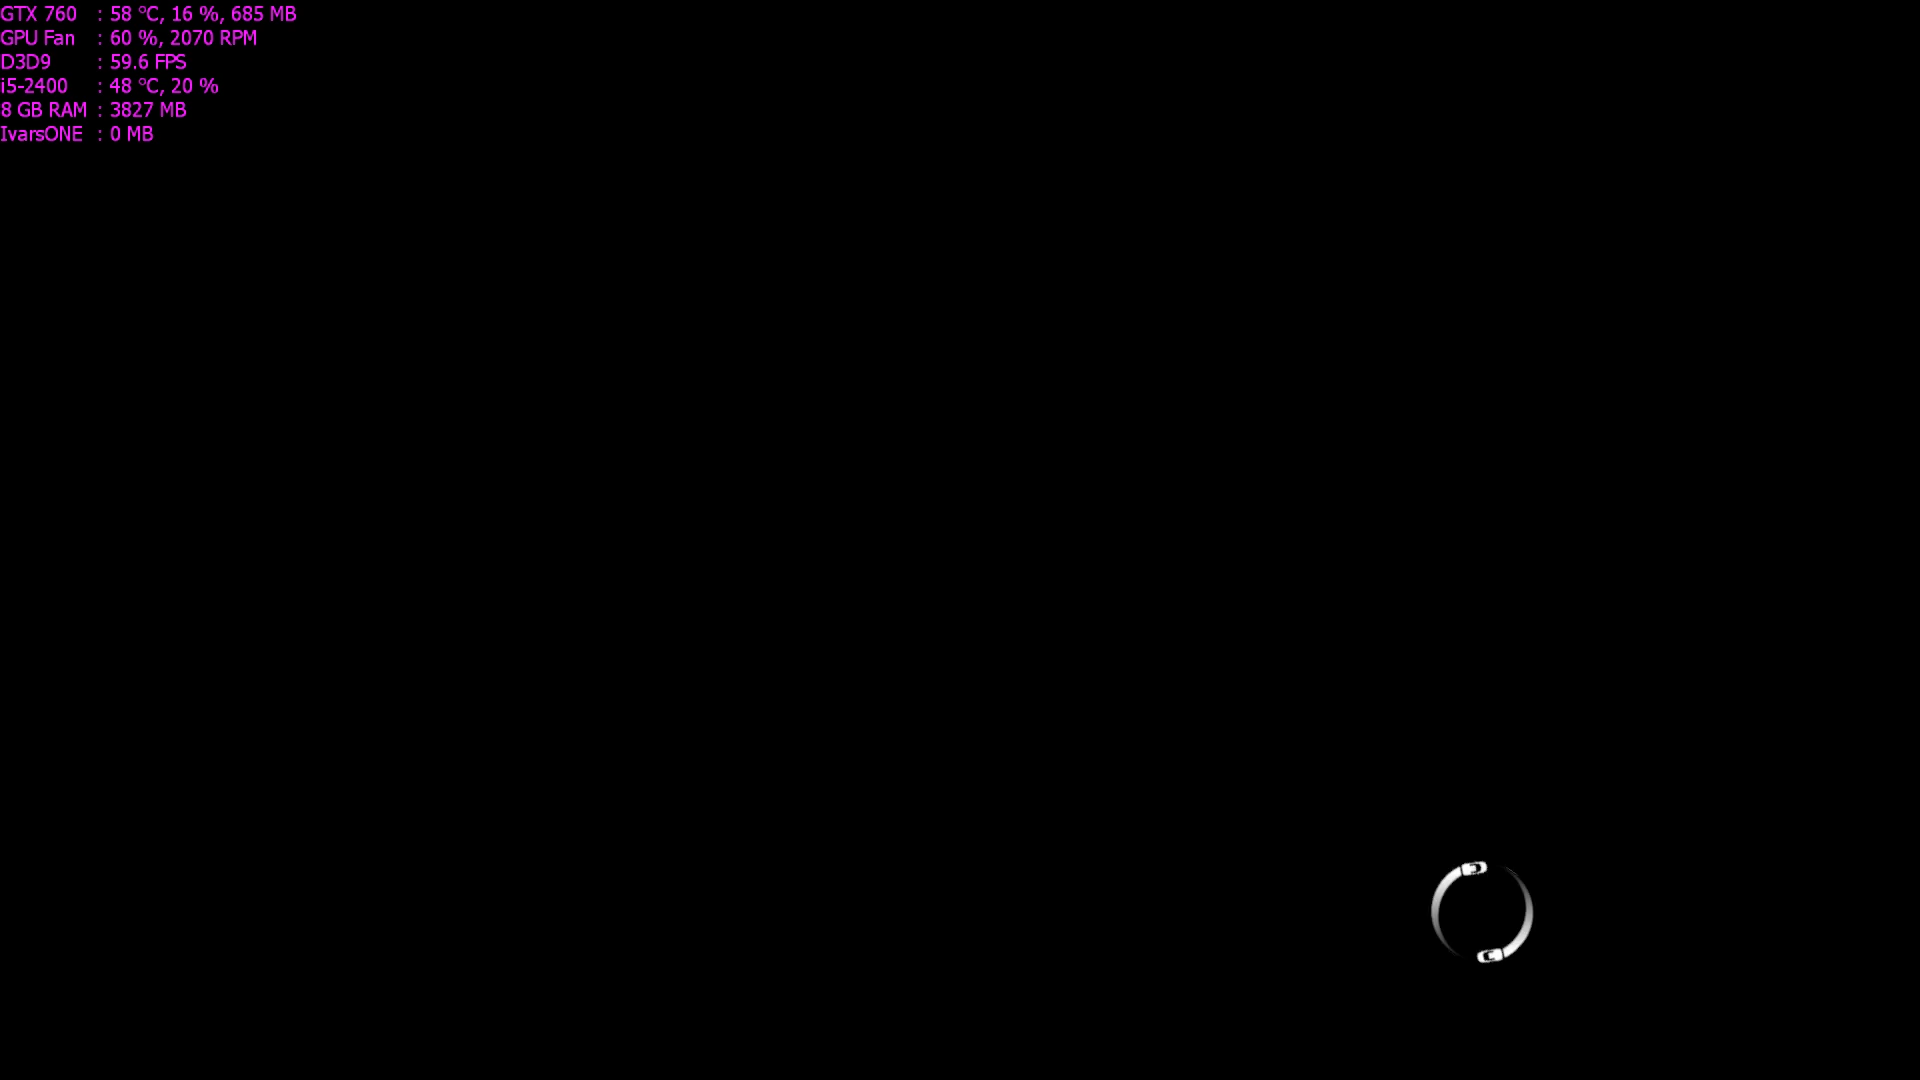 GTX 760 : 58 °C, 16 %, 685 MB
GPU Fan : 60 %, 2070 RPM
D3D9 : 59.6 FPS
i5-2400 : 48 °C, 20 %
8 GB RAM : 3827 MB
IvarsONE : 0 MB